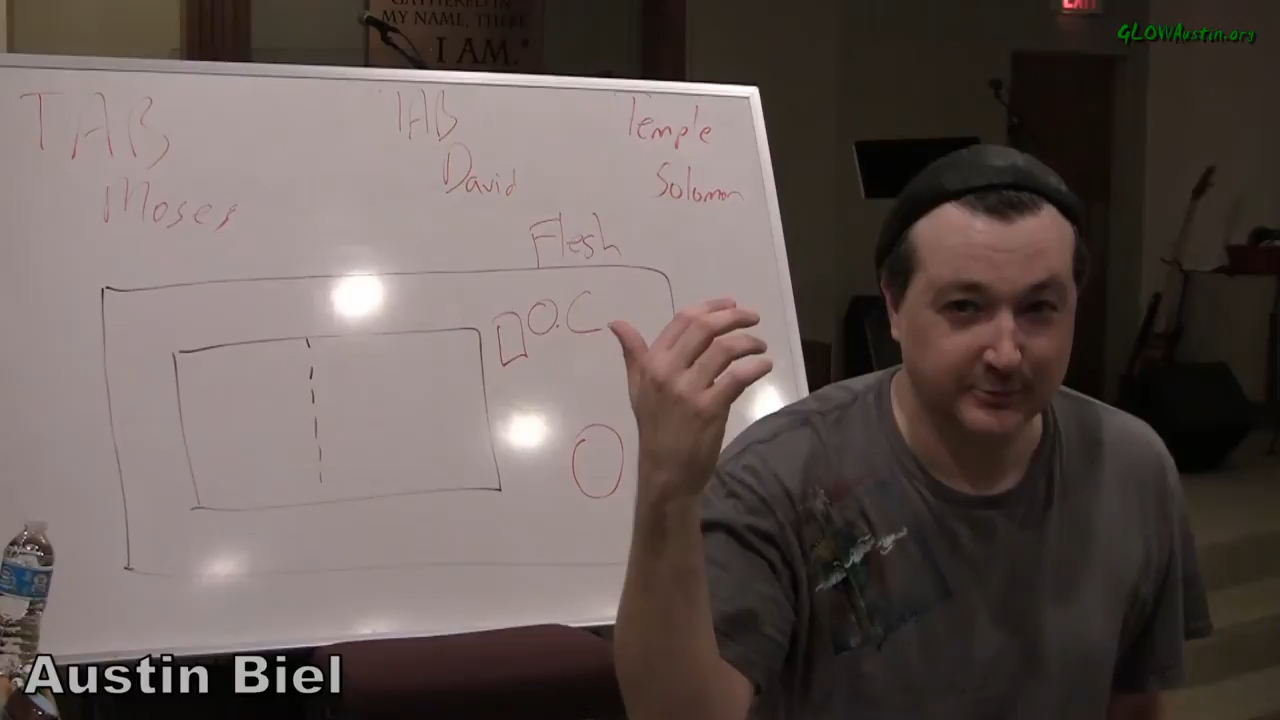 GATHERED IN
MY NAME, THERE
I AM."
EXIT
GLOWAustin.org
TAB
Moses
TAB
David
Temple
Solomon
Flesh
O.C
Austin Biel